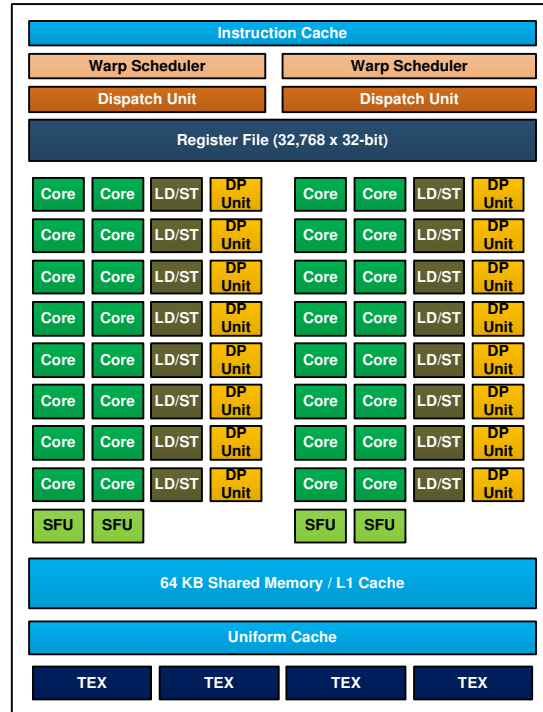 Instruction Cache
Warp Scheduler Warp Scheduler
Dispatch Unit Dispatch Unit
Register File (32,768 x 32-bit)
Core Core LD/ST DP Unit Core Core LD/ST DP Unit
Core Core LD/ST DP Unit Core Core LD/ST DP Unit
Core Core LD/ST DP Unit Core Core LD/ST DP Unit
Core Core LD/ST DP Unit Core Core LD/ST DP Unit
Core Core LD/ST DP Unit Core Core LD/ST DP Unit
Core Core LD/ST DP Unit Core Core LD/ST DP Unit
Core Core LD/ST DP Unit Core Core LD/ST DP Unit
Core Core LD/ST DP Unit Core Core LD/ST DP Unit
SFU SFU SFU SFU
64 KB Shared Memory / L1 Cache
Uniform Cache
TEX TEX TEX TEX